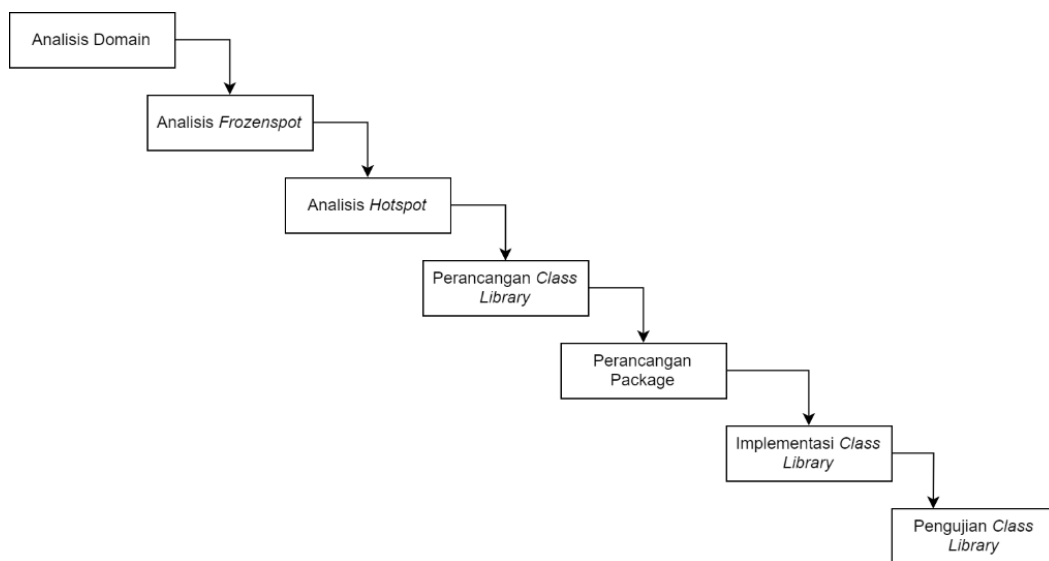 Analisis Domain
Analisis Frozenspot
Analisis Hotspot
Perancangan Class
Library
Perancangan
Package
Implementasi Class
Library
Pengujian Class
Library